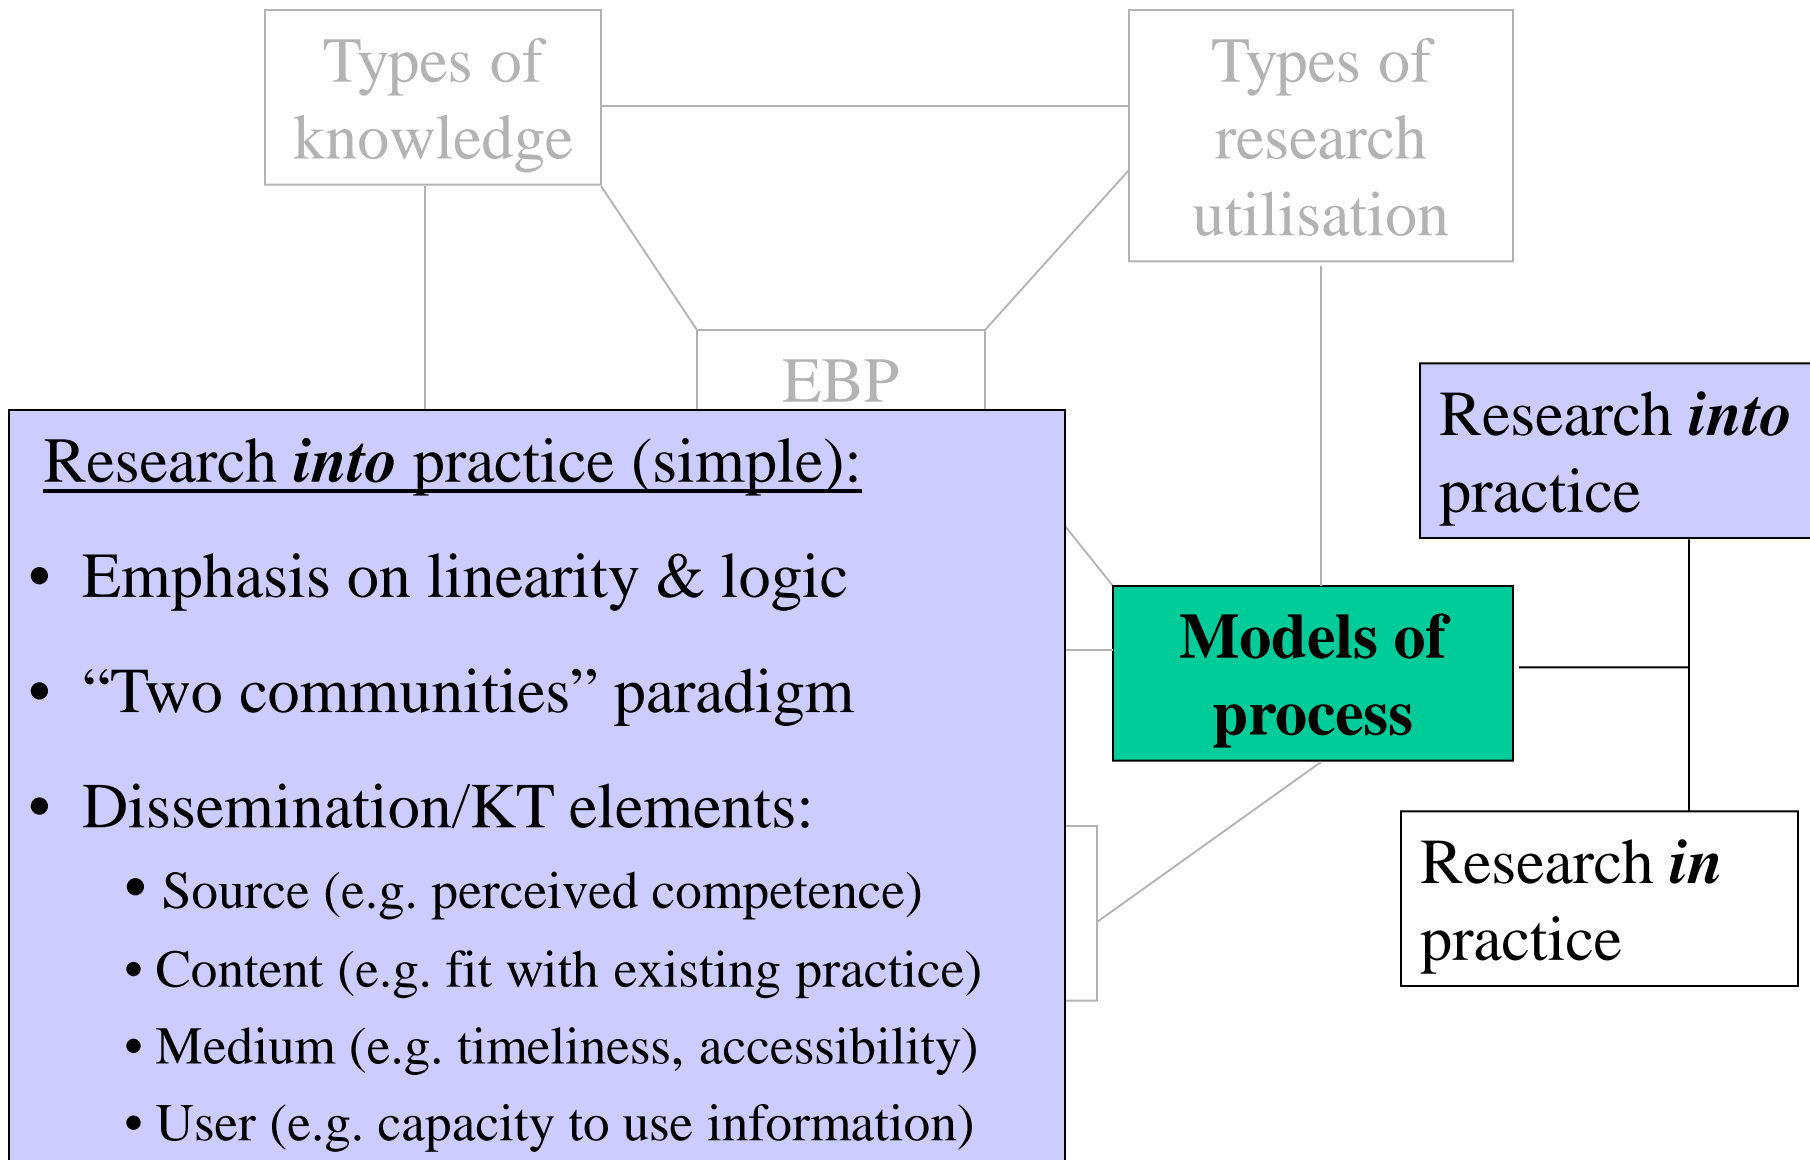 Types of
knowledge
Types of
research
utilisation
EBP
Research into
practice
Research into practice (simple):
• Emphasis on linearity & logic
• “Two communities” paradigm
• Dissemination/KT elements:
• Source (e.g. perceived competence)
• Content (e.g. fit with existing practice)
• Medium (e.g. timeliness, accessibility)
• User (e.g. capacity to use information)
Models of
process
Research in
practice